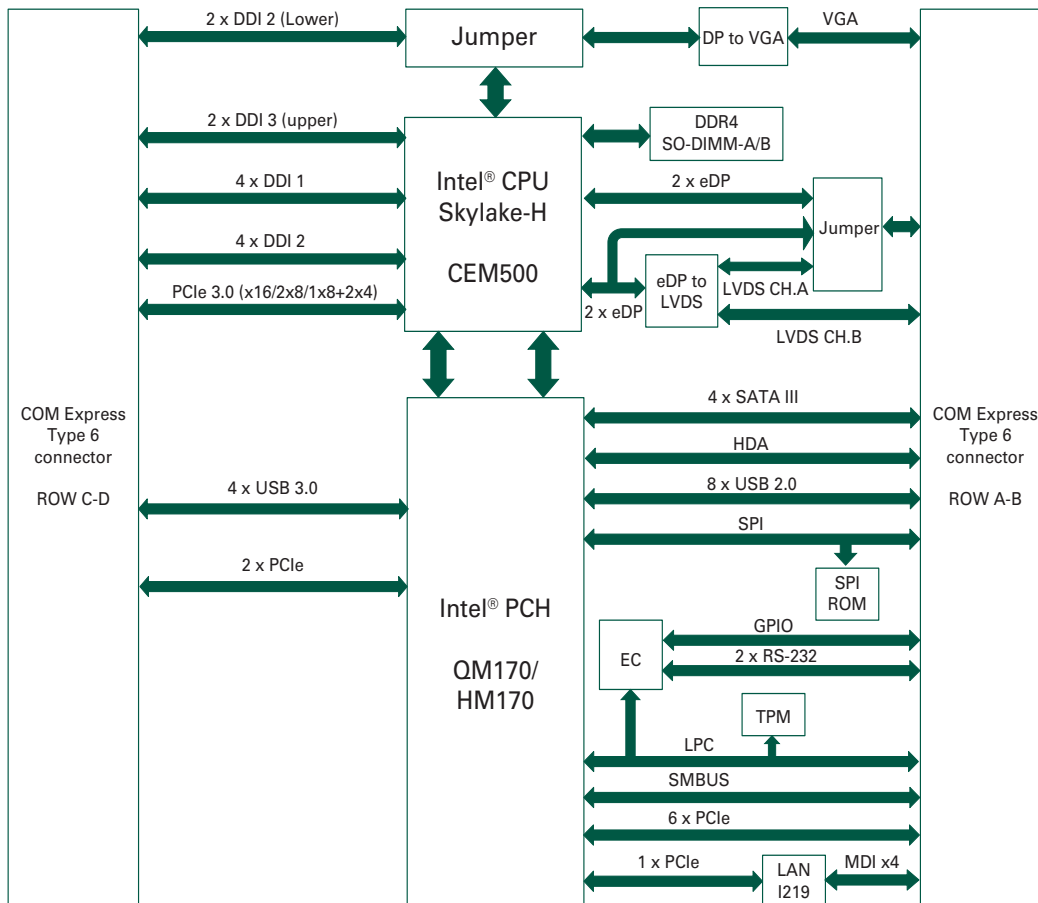 2 x DDI 2 (Lower)
Jumper
DP to VGA
VGA
2 x DDI 3 (upper)
DDR4
SO-DIMM-A/B
Intel® CPU
Skylake-H
CEM500
4 x DDI 1
2 x eDP
Jumper
4 x DDI 2
eDP to
LVDS
LVDS CH.A
PCIe 3.0 (x16/2x8/1x8+2x4)
2 x eDP
LVDS CH.B
COM Express
Type 6
connector
ROW C-D
4 x SATA III
COM Express
Type 6
connector
ROW A-B
HDA
4 x USB 3.0
8 x USB 2.0
SPI
2 x PCIe
SPI
ROM
Intel® PCH
QM170/
HM170
GPIO
EC
2 x RS-232
TPM
LPC
SMBUS
6 x PCIe
1 x PCIe
LAN
I219
MDI x4